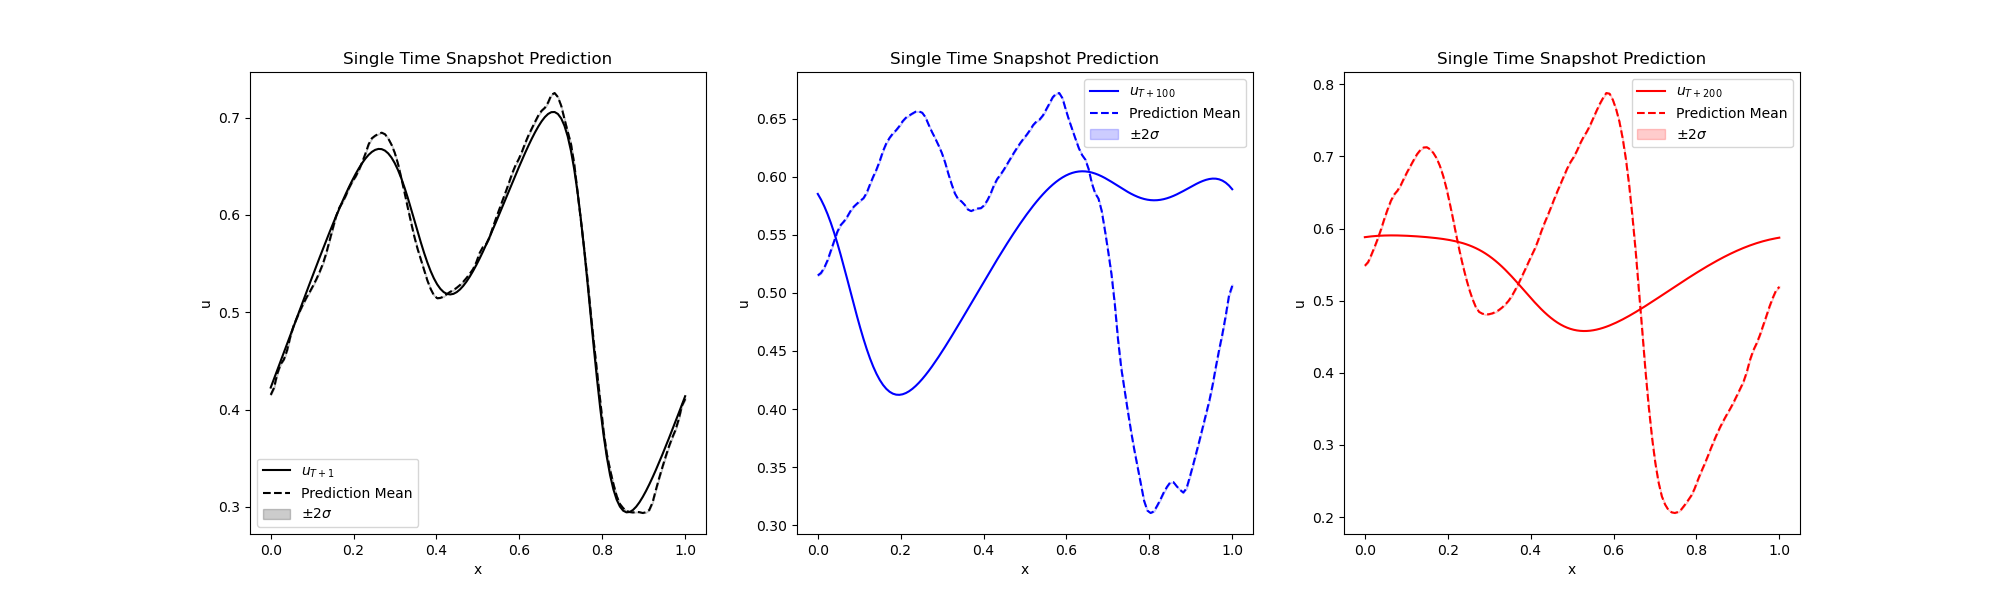 Single Time Snapshot Prediction
u
0.7
0.6
0.5
0.4
0.3
u_{T+1}
Prediction Mean
±2σ
0.0 0.2 0.4 0.6 0.8 1.0
x
Single Time Snapshot Prediction
u
0.65
0.60
0.55
0.50
0.45
0.40
0.35
0.30
u_{T+100}
Prediction Mean
±2σ
0.0 0.2 0.4 0.6 0.8 1.0
x
Single Time Snapshot Prediction
u
0.8
0.7
0.6
0.5
0.4
0.3
0.2
u_{T+200}
Prediction Mean
±2σ
0.0 0.2 0.4 0.6 0.8 1.0
x